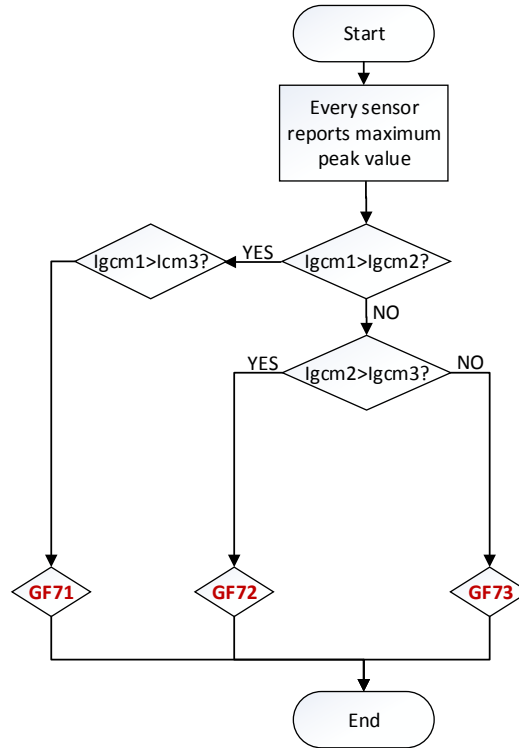 Start
Every sensor
reports maximum
peak value
Igcm1>Icm3?
YES
Igcm1>Igcm2?
NO
YES
Igcm2>Igcm3?
NO
GF71
GF72
GF73
End